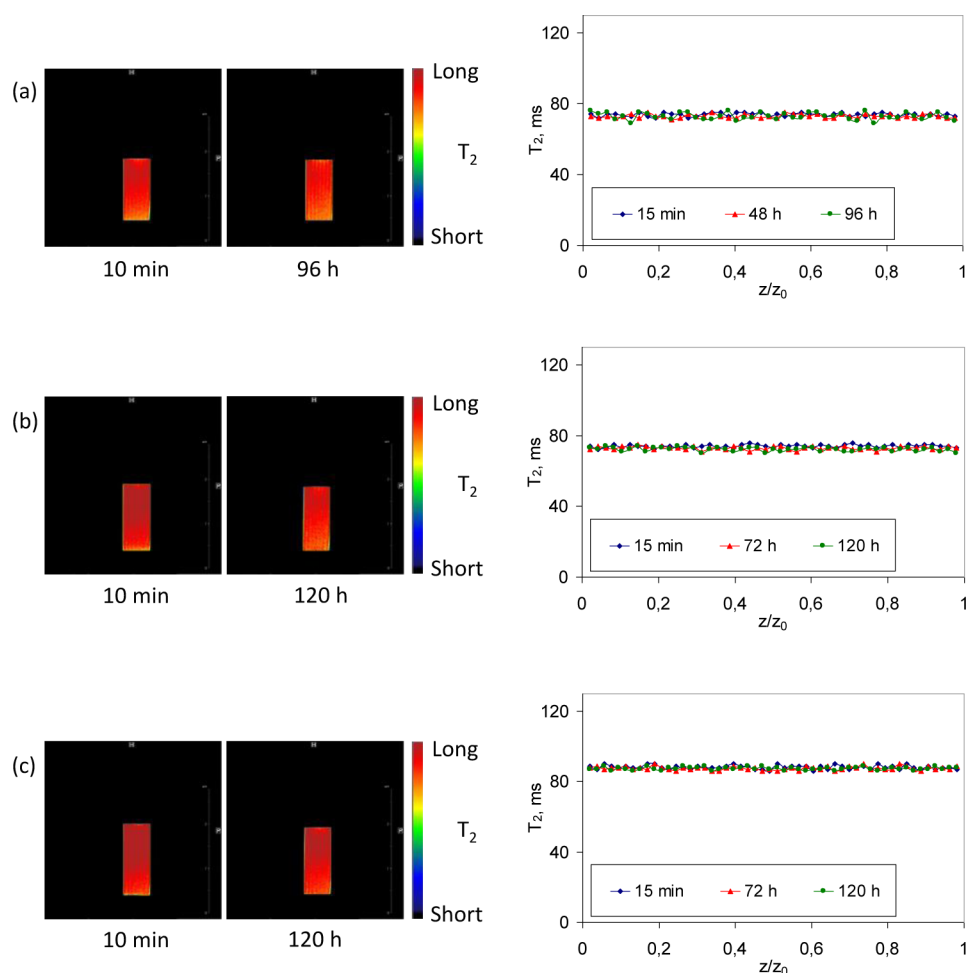 (a)
Long
T2
Short
10 min
96 h
120
80
40
0
T2, ms
15 min 48 h 96 h
0 0,2 0,4 0,6 0,8 1
z/z0
(b)
Long
T2
Short
10 min
120 h
120
80
40
0
T2, ms
15 min 72 h 120 h
0 0,2 0,4 0,6 0,8 1
z/z0
(c)
Long
T2
Short
10 min
120 h
120
80
40
0
T2, ms
15 min 72 h 120 h
0 0,2 0,4 0,6 0,8 1
z/z0